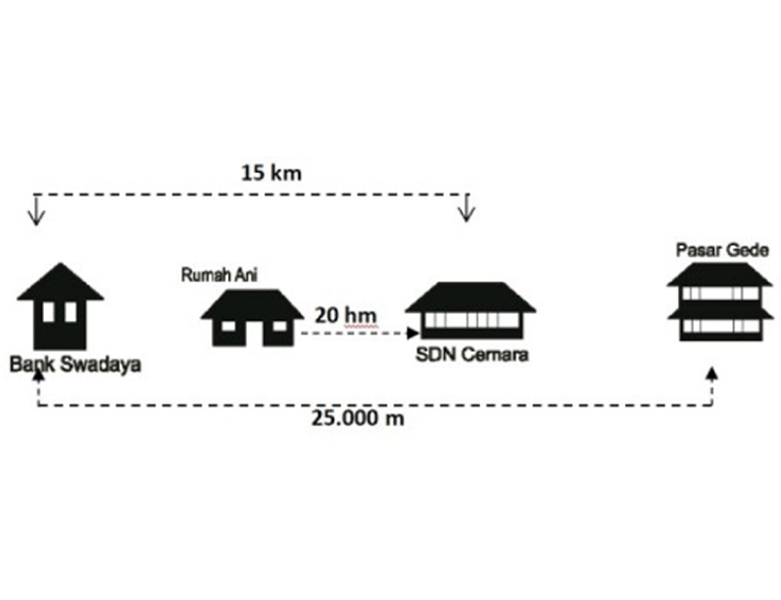 15 km
Rumah Ani
Pasar Gede
20 hm
SDN Cemara
Bank Swadaya
25.000 m